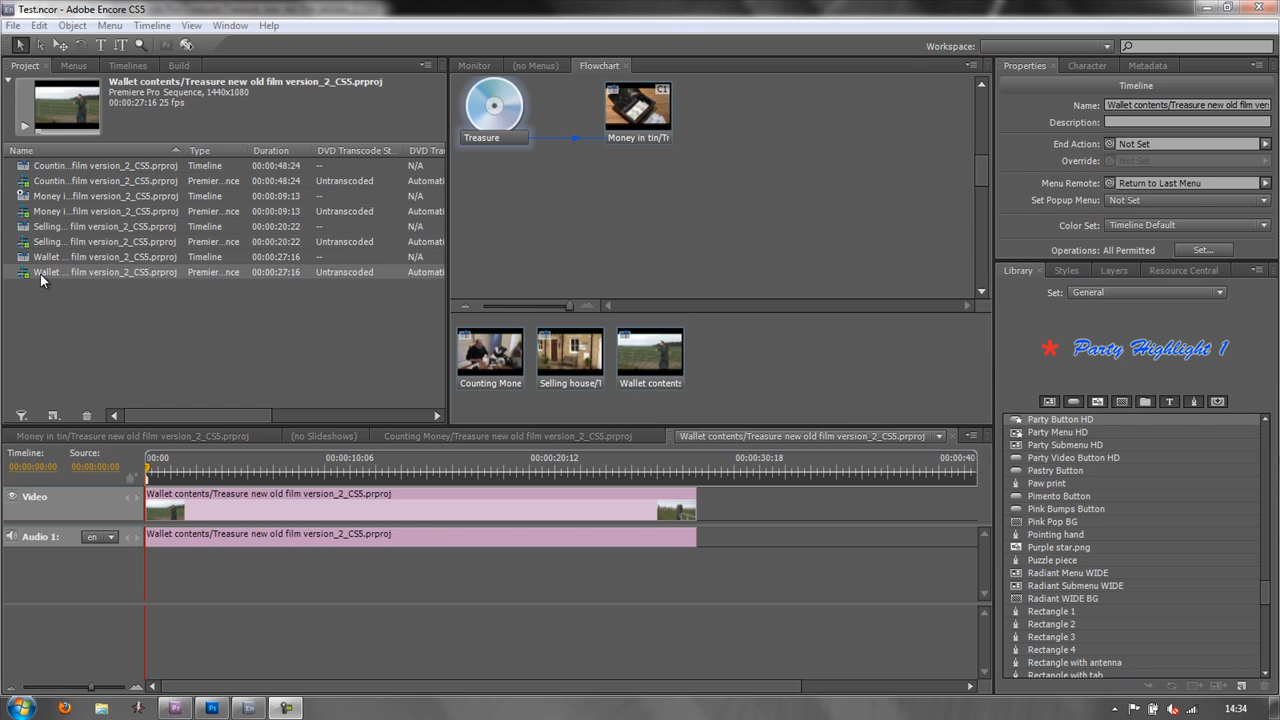 Test.ncor - Adobe Encore CS5
File Edit Object Menu Timeline View Window Help
Workspace:
Project Menus Timelines Build
Wallet contents/Treasure new old film version_2_CS5.prproj
Premiere Pro Sequence, 1440x1080
00:00:27:16 25 fps
Name Type Duration DVD Transcode St...
Countin...film version_2_CS5.prproj Timeline 00:00:48:24 -- N/A
Countin...film version_2_CS5.prproj Premier...nce 00:00:48:24 Untranscoded Automati
Money i...film version_2_CS5.prproj Timeline 00:00:09:13 -- N/A
Money i...film version_2_CS5.prproj Premier...nce 00:00:09:13 Untranscoded Automati
Selling... film version_2_CS5.prproj Timeline 00:00:20:22 -- N/A
Selling... film version_2_CS5.prproj Premier...nce 00:00:20:22 Untranscoded Automati
Wallet ... film version_2_CS5.prproj Timeline 00:00:27:16 -- N/A
Wallet ... film version_2_CS5.prproj Premier...nce 00:00:27:16 Untranscoded Automati
Monitor (no Menus) Flowchart
C1
Treasure
Money in tin/Tr
Counting Mone
Selling house/T
Wallet contents
Properties Character Metadata
Timeline
Name: Wallet contents/Treasure new old film ver
Description:
End Action: Not Set
Override: Not Set
Menu Remote: Return to Last Menu
Set Popup Menu: Not Set
Color Set: Timeline Default
Operations: All Permitted Set...
Library Styles Layers Resource Central
Set: General
* Party Highlight 1
Party Button HD
Party Menu HD
Party Submenu HD
Party Video Button HD
Pastry Button
Paw print
Pimento Button
Pink Bumps Button
Pink Pop BG
Pointing hand
Purple star.png
Puzzle piece
Radiant Menu WIDE
Radiant Submenu WIDE
Radiant WIDE BG
Rectangle 1
Rectangle 2
Rectangle 3
Rectangle 4
Rectangle with antenna
Rectangle with tab
Money in tin/Treasure new old film version_2_CS5.prproj (no Slideshows) Counting Money/Treasure new old film version_2_CS5.prproj Wallet contents/Treasure new old film version_2_CS5.prproj
Timeline: Source:
00:00:00:00 00:00:00:00
00:00 00:00:10:06 00:00:20:12 00:00:30:18 00:00:40
Video
Wallet contents/Treasure new old film version_2_CS5.prproj
Audio 1: en
Wallet contents/Treasure new old film version_2_CS5.prproj
14:34